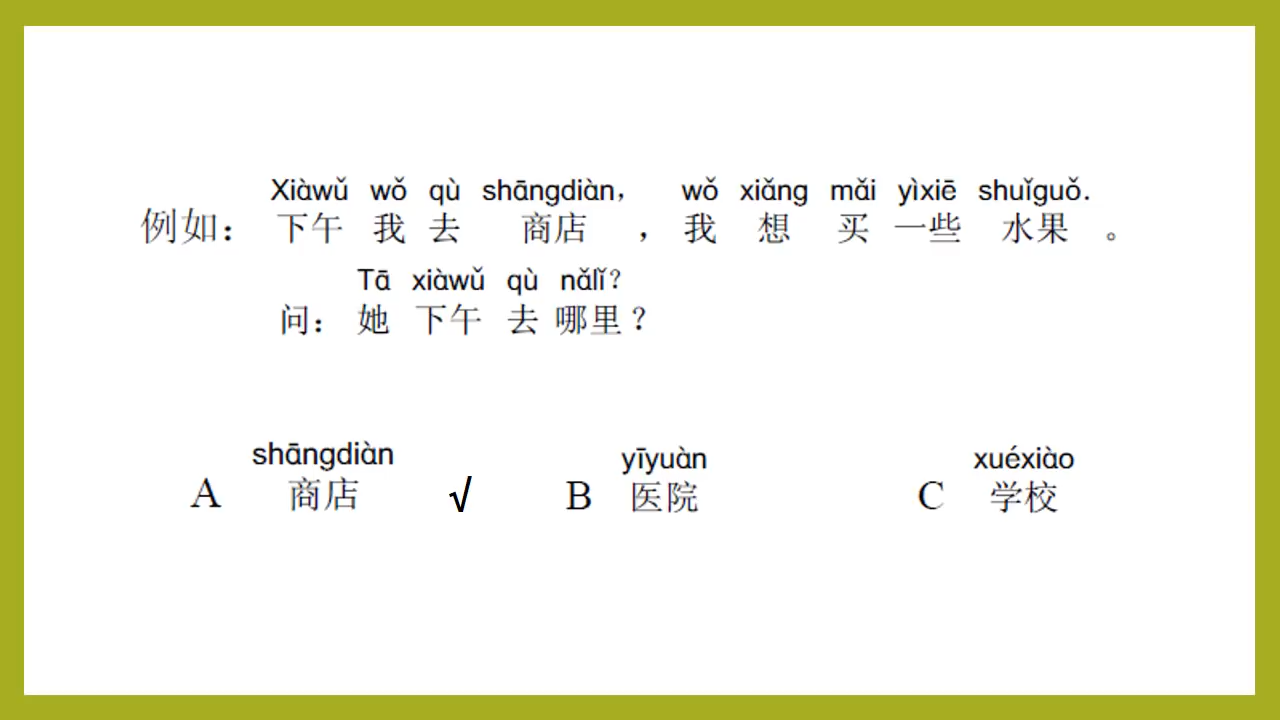 Xiàwǔ wǒ qù shāngdiàn, wǒ xiǎng mǎi yìxiē shuǐguǒ.
例如：下午 我 去 商店 ，我 想 买 一些 水果 。
Tā xiàwǔ qù nǎlǐ?
问：她 下午 去 哪里？
shāngdiàn yīyuàn xuéxiào
A 商店 √ B 医院 C 学校